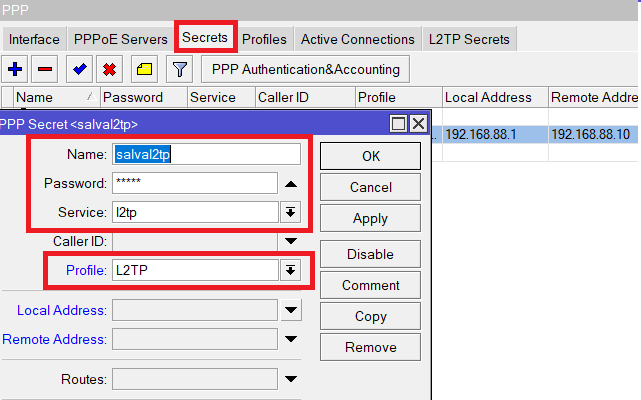 PPP
Interface PPPoE Servers Secrets Profiles Active Connections L2TP Secrets
PPP Authentication&Accounting
Name Password Service Caller ID Profile Local Address Remote Addre
192.168.88.1 192.168.88.10
PPP Secret <salval2tp>
Name: salval2tp
Password: *****
Service: l2tp
Caller ID:
Profile: L2TP
Local Address:
Remote Address:
Routes:
OK
Cancel
Apply
Disable
Comment
Copy
Remove